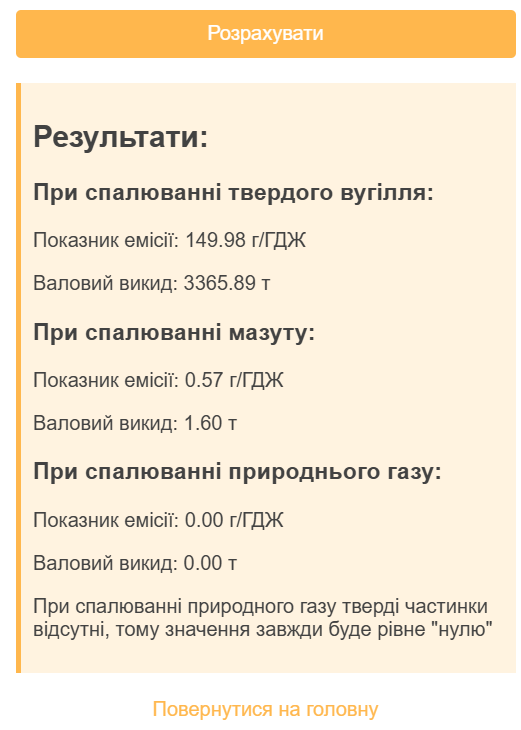 Розрахувати
Результати:
При спалюванні твердого вугілля:
Показник емісії: 149.98 г/ГДЖ
Валовий викид: 3365.89 т
При спалюванні мазуту:
Показник емісії: 0.57 г/ГДЖ
Валовий викид: 1.60 т
При спалюванні природнього газу:
Показник емісії: 0.00 г/ГДЖ
Валовий викид: 0.00 т
При спалюванні природного газу тверді частинки
відсутні, тому значення завжди буде рівне "нулю"
Повернутися на головну